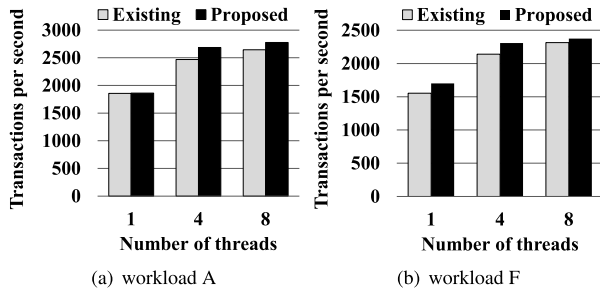 Existing Proposed
Transactions per second
3000
2500
2000
1500
1000
500
0
1 4 8
Number of threads
(a) workload A
Existing Proposed
Transactions per second
2500
2000
1500
1000
500
0
1 4 8
Number of threads
(b) workload F